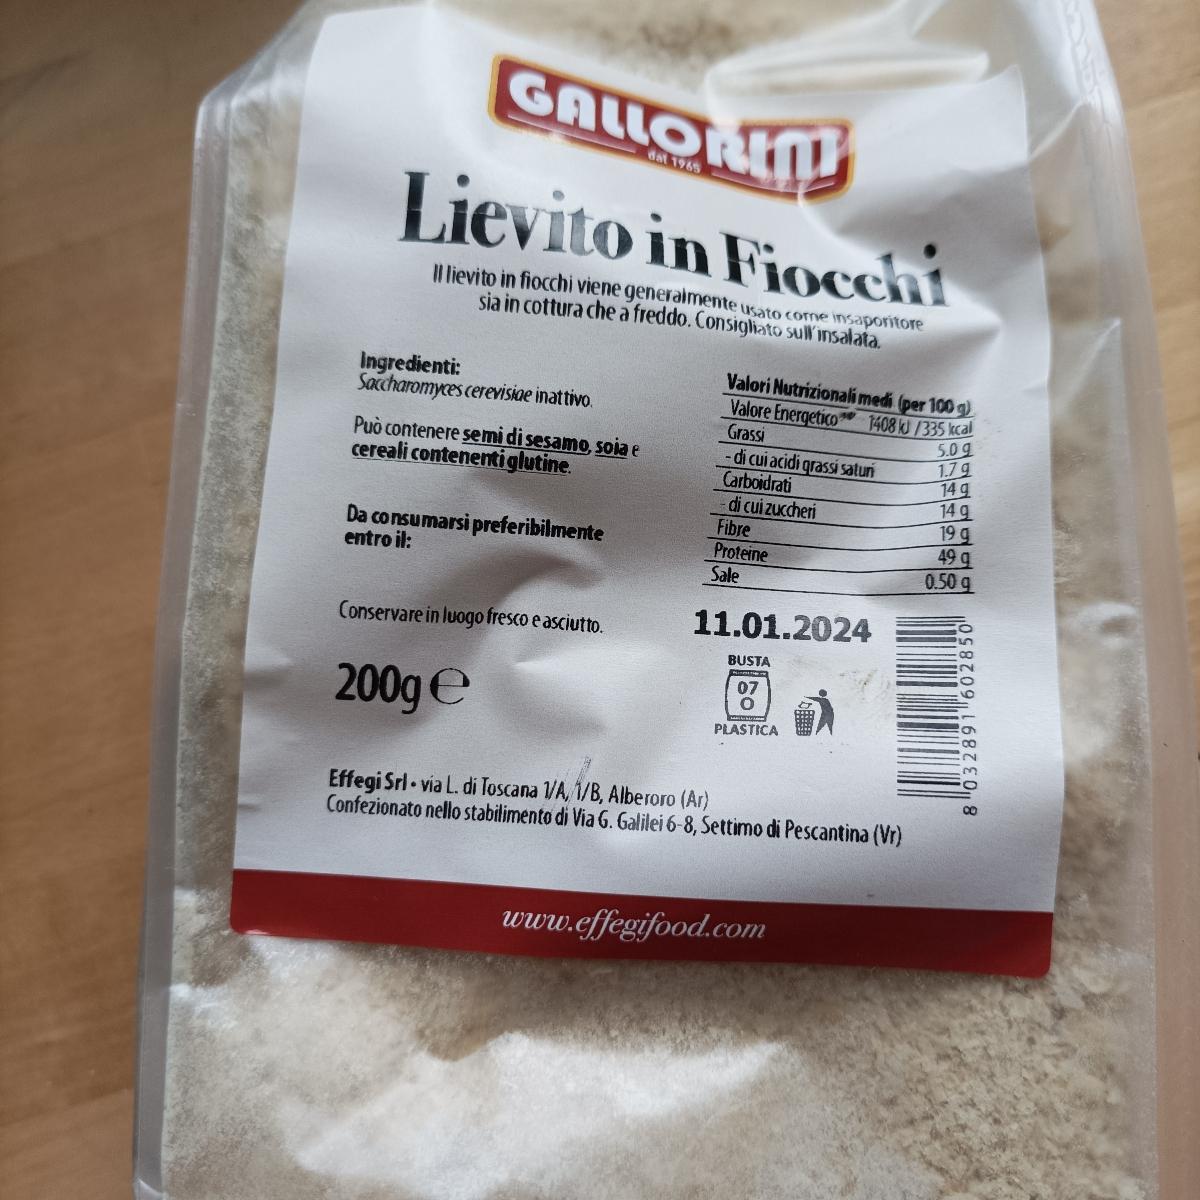 GALLORINI
dal 1965
Lievito in Fiocchi
Il lievito in fiocchi viene generalmente usato come insaporitore
sia in cottura che a freddo. Consigliato sull'insalata.
Ingredienti:
Saccharomyces cerevisiae inattivo.
Può contenere semi di sesamo, soia e
cereali contenenti glutine.
Da consumarsi preferibilmente
entro il:
Conservare in luogo fresco e asciutto.
200g ℮
Valori Nutrizionali medi (per 100 g)
Valore Energetico 1408 kJ / 335 kcal
Grassi 5.0 g
- di cui acidi grassi saturi 1.7 g
Carboidrati 14 g
- di cui zuccheri 14 g
Fibre 19 g
Proteine 49 g
Sale 0.50 g
11.01.2024
BUSTA
07
O
PLASTICA
8 032891 602850
Effegi Srl • via L. di Toscana 1/A, 1/B, Alberoro (Ar)
Confezionato nello stabilimento di Via G. Galilei 6-8, Settimo di Pescantina (Vr)
www.effegifood.com